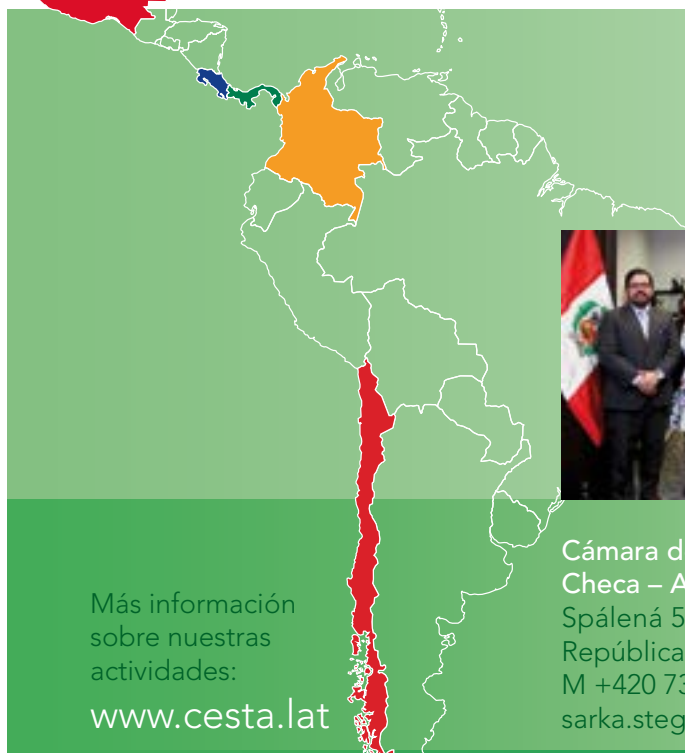 Más información
sobre nuestras
actividades:
www.cesta.lat
Cámara d
Checa – A
Spálená 5
República
M +420 73
sarka.steg